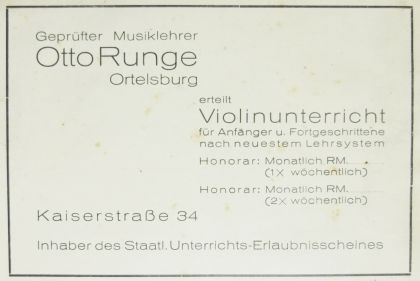 Geprüfter Musiklehrer
Otto Runge
Ortelsburg
erteilt
Violinunterricht
für Anfänger u. Fortgeschrittene
nach neuestem Lehrsystem
Honorar: Monatlich RM.
(1X wöchentlich)
Honorar: Monatlich RM.
(2X wöchentlich)
Kaiserstraße 34
Inhaber des Staatl. Unterrichts-Erlaubnisscheines